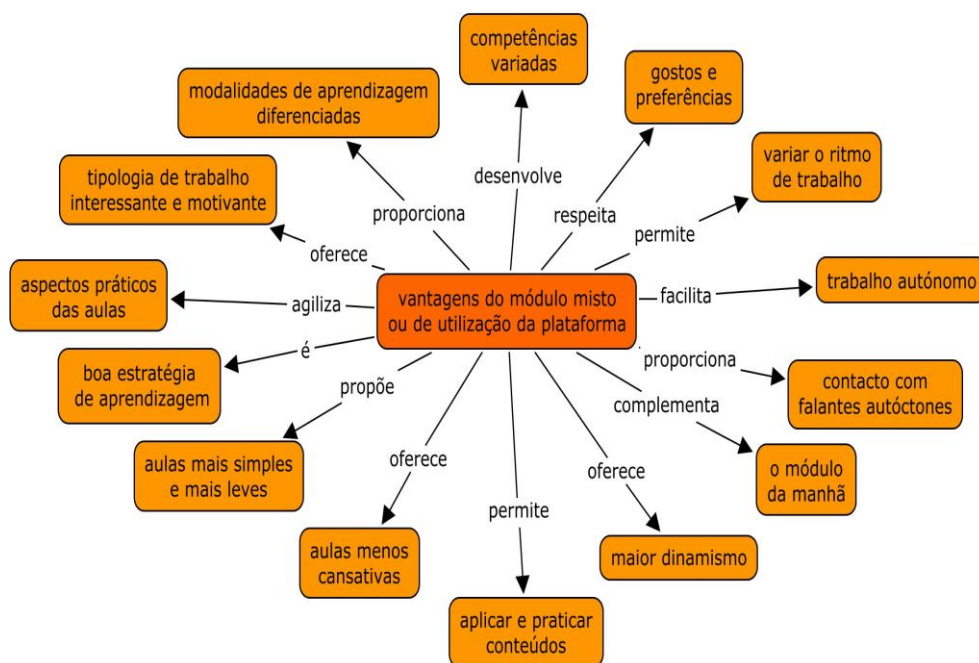 competências
variadas
gostos e
preferências
modalidades de aprendizagem
diferenciadas
variar o ritmo
de trabalho
tipologia de trabalho
interessante e motivante
desenvolve
proporciona
respeita
permite
oferece
trabalho autónomo
aspectos práticos
das aulas
agiliza
vantagens do módulo misto
ou de utilização da plataforma
facilita
é
proporciona
boa estratégia
de aprendizagem
propõe
complementa
contacto com
falantes autóctones
aulas mais simples
e mais leves
oferece
oferece
o módulo
da manhã
permite
aulas menos
cansativas
maior dinamismo
aplicar e praticar
conteúdos